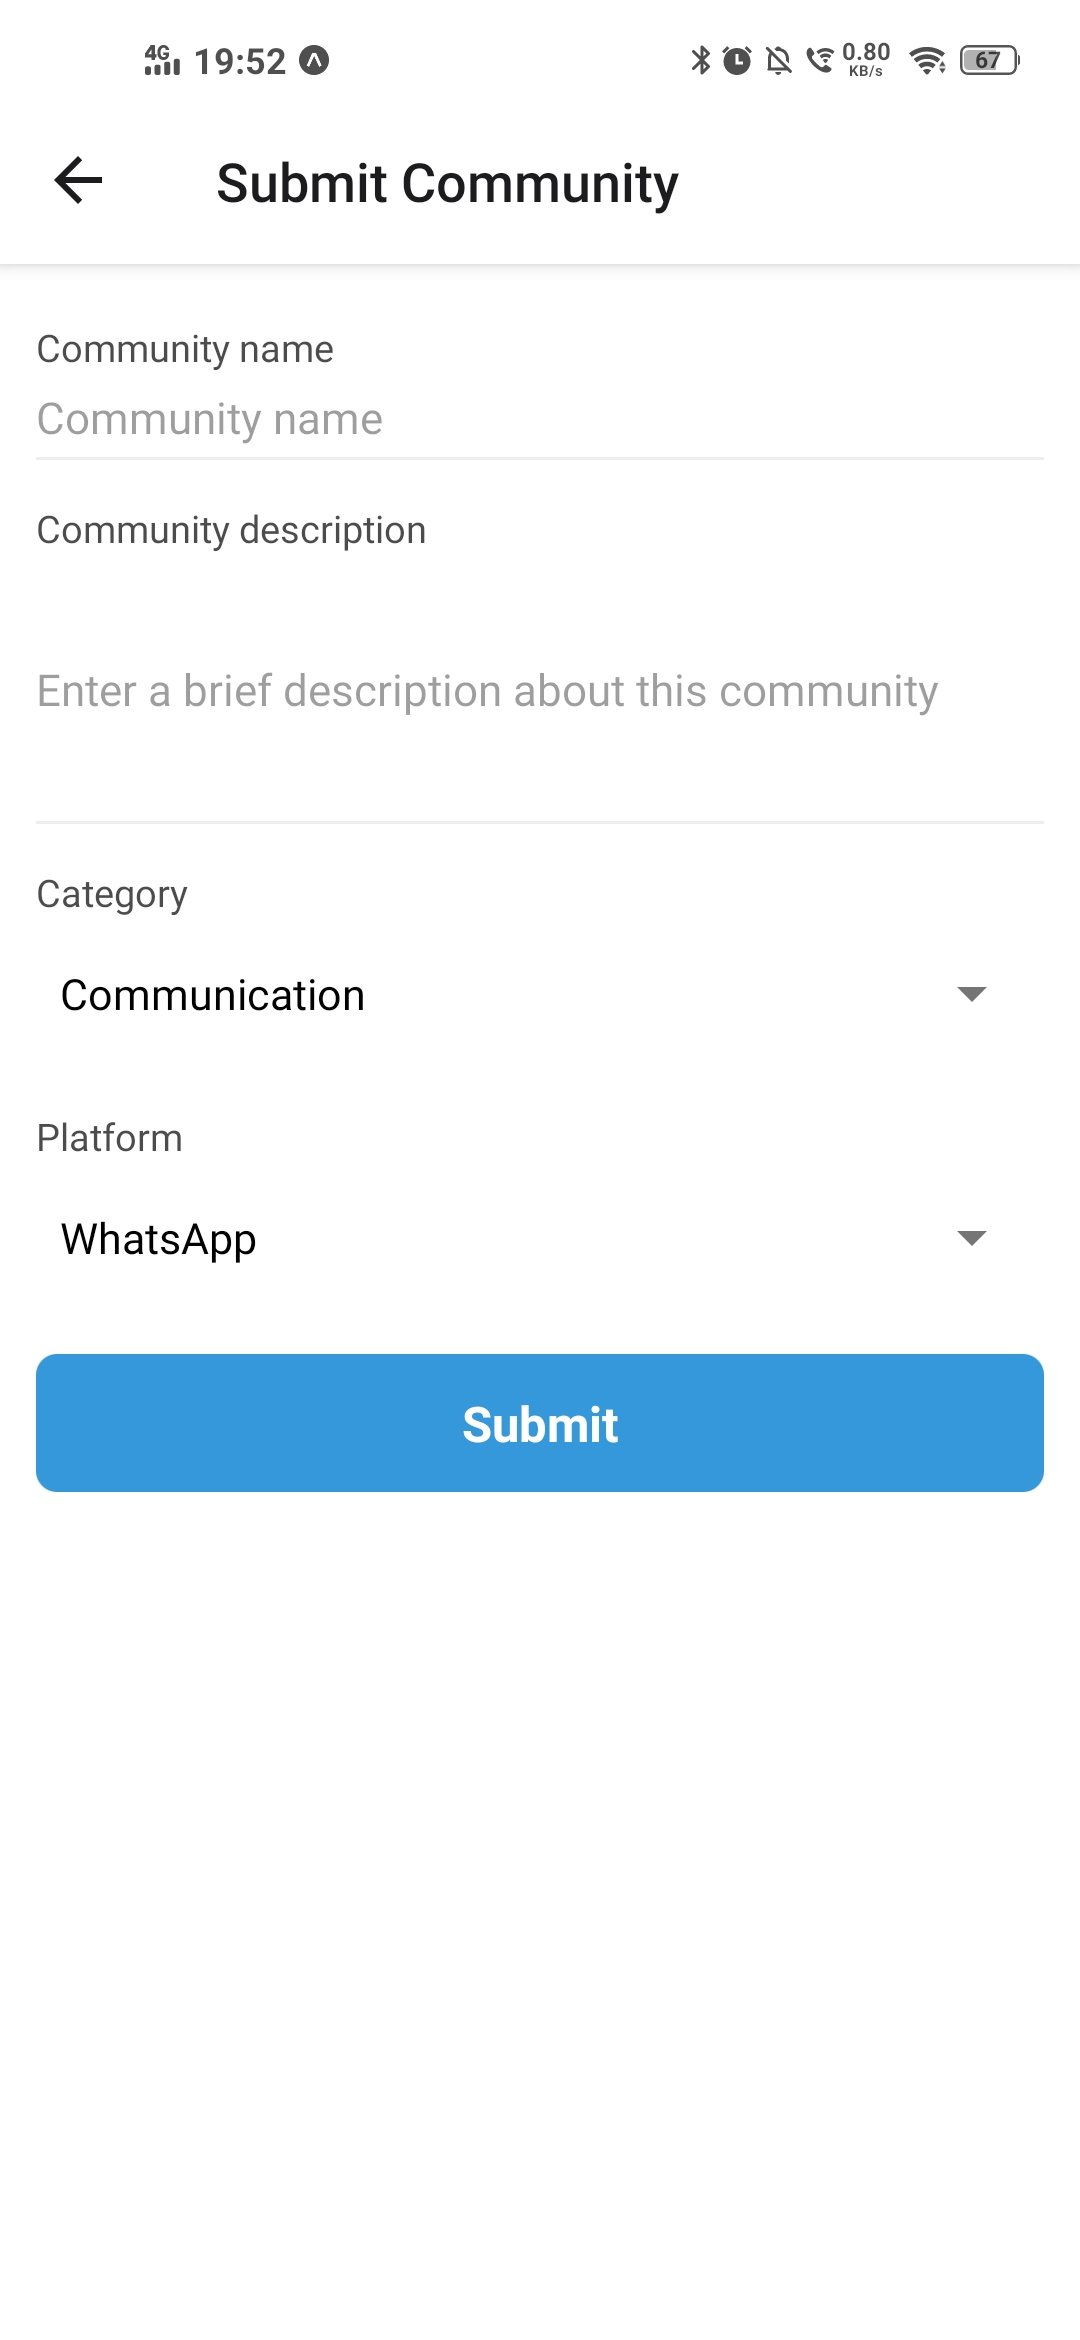 4G 19:52 0.80 KB/s 67
Submit Community
Community name
Community name
Community description
Enter a brief description about this community
Category
Communication
Platform
WhatsApp
Submit